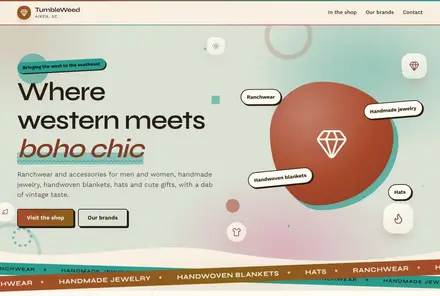 TumbleWeed
AIKEN, SC
In the shop
Our brands
Contact
Bringing the west to the southeast
Where
western meets
boho chic
Ranchwear and accessories for men and women, handmade
jewelry, handwoven blankets, hats and cute gifts, with a dab
of vintage taste.
Visit the shop
Our brands
Ranchwear
Handmade jewelry
Handwoven blankets
Hats
HANDMADE JEWELRY
HANDWOVEN BLANKETS
HATS
RANCHWEAR